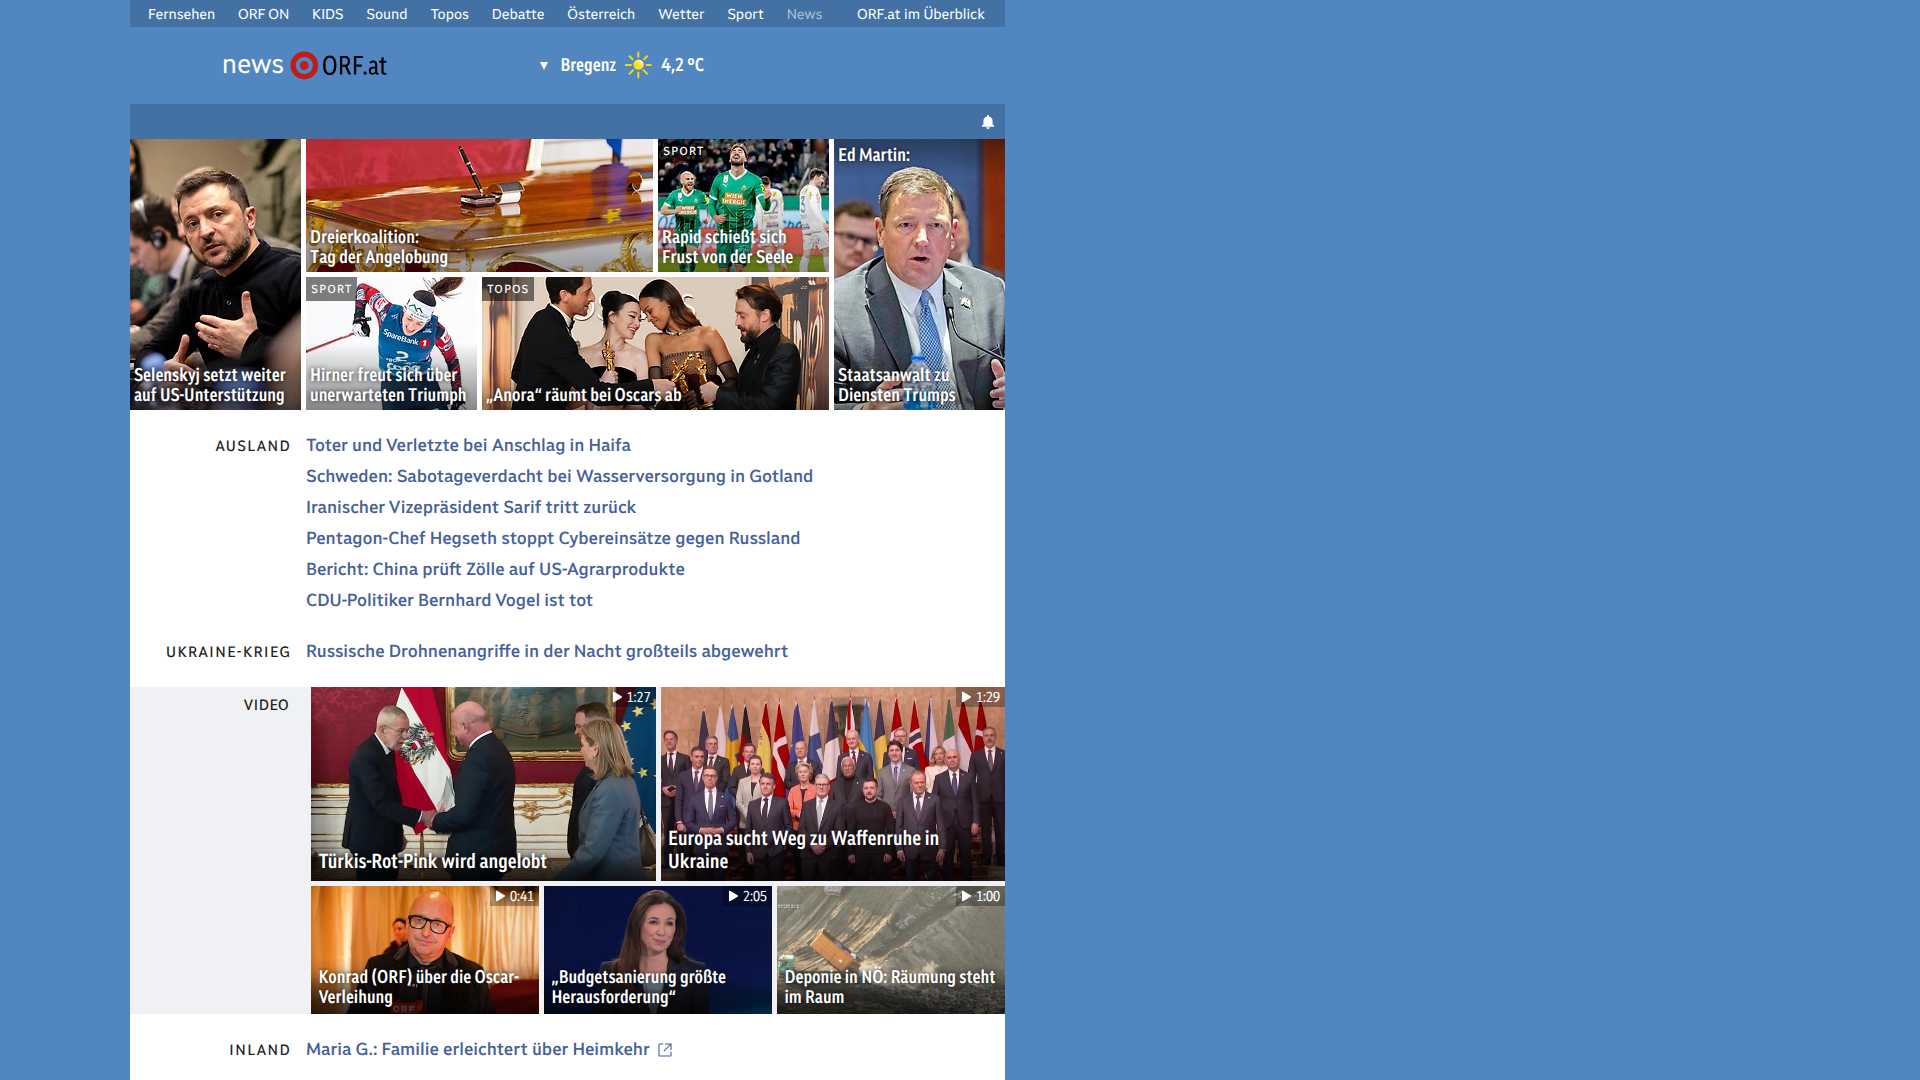 Fernsehen ORF ON KIDS Sound Topos Debatte Österreich Wetter Sport News ORF.at im Überblick
news ORF.at
▼ Bregenz 4,2 °C
Selenskyj setzt weiter
auf US-Unterstützung
Dreierkoalition:
Tag der Angelobung
SPORT
Rapid schießt sich
Frust von der Seele
Ed Martin:
Staatsanwalt zu
Diensten Trumps
SPORT
SpareBank 1
2
Hirner freut sich über
unerwarteten Triumph
TOPOS
„Anora“ räumt bei Oscars ab
AUSLAND
Toter und Verletzte bei Anschlag in Haifa
Schweden: Sabotageverdacht bei Wasserversorgung in Gotland
Iranischer Vizepräsident Sarif tritt zurück
Pentagon-Chef Hegseth stoppt Cybereinsätze gegen Russland
Bericht: China prüft Zölle auf US-Agrarprodukte
CDU-Politiker Bernhard Vogel ist tot
UKRAINE-KRIEG
Russische Drohnenangriffe in der Nacht großteils abgewehrt
VIDEO
1:27
Türkis-Rot-Pink wird angelobt
1:29
Europa sucht Weg zu Waffenruhe in
Ukraine
0:41
Konrad (ORF) über die Oscar-
Verleihung
2:05
„Budgetsanierung größte
Herausforderung“
1:00
Deponie in NÖ: Räumung steht
im Raum
INLAND
Maria G.: Familie erleichtert über Heimkehr